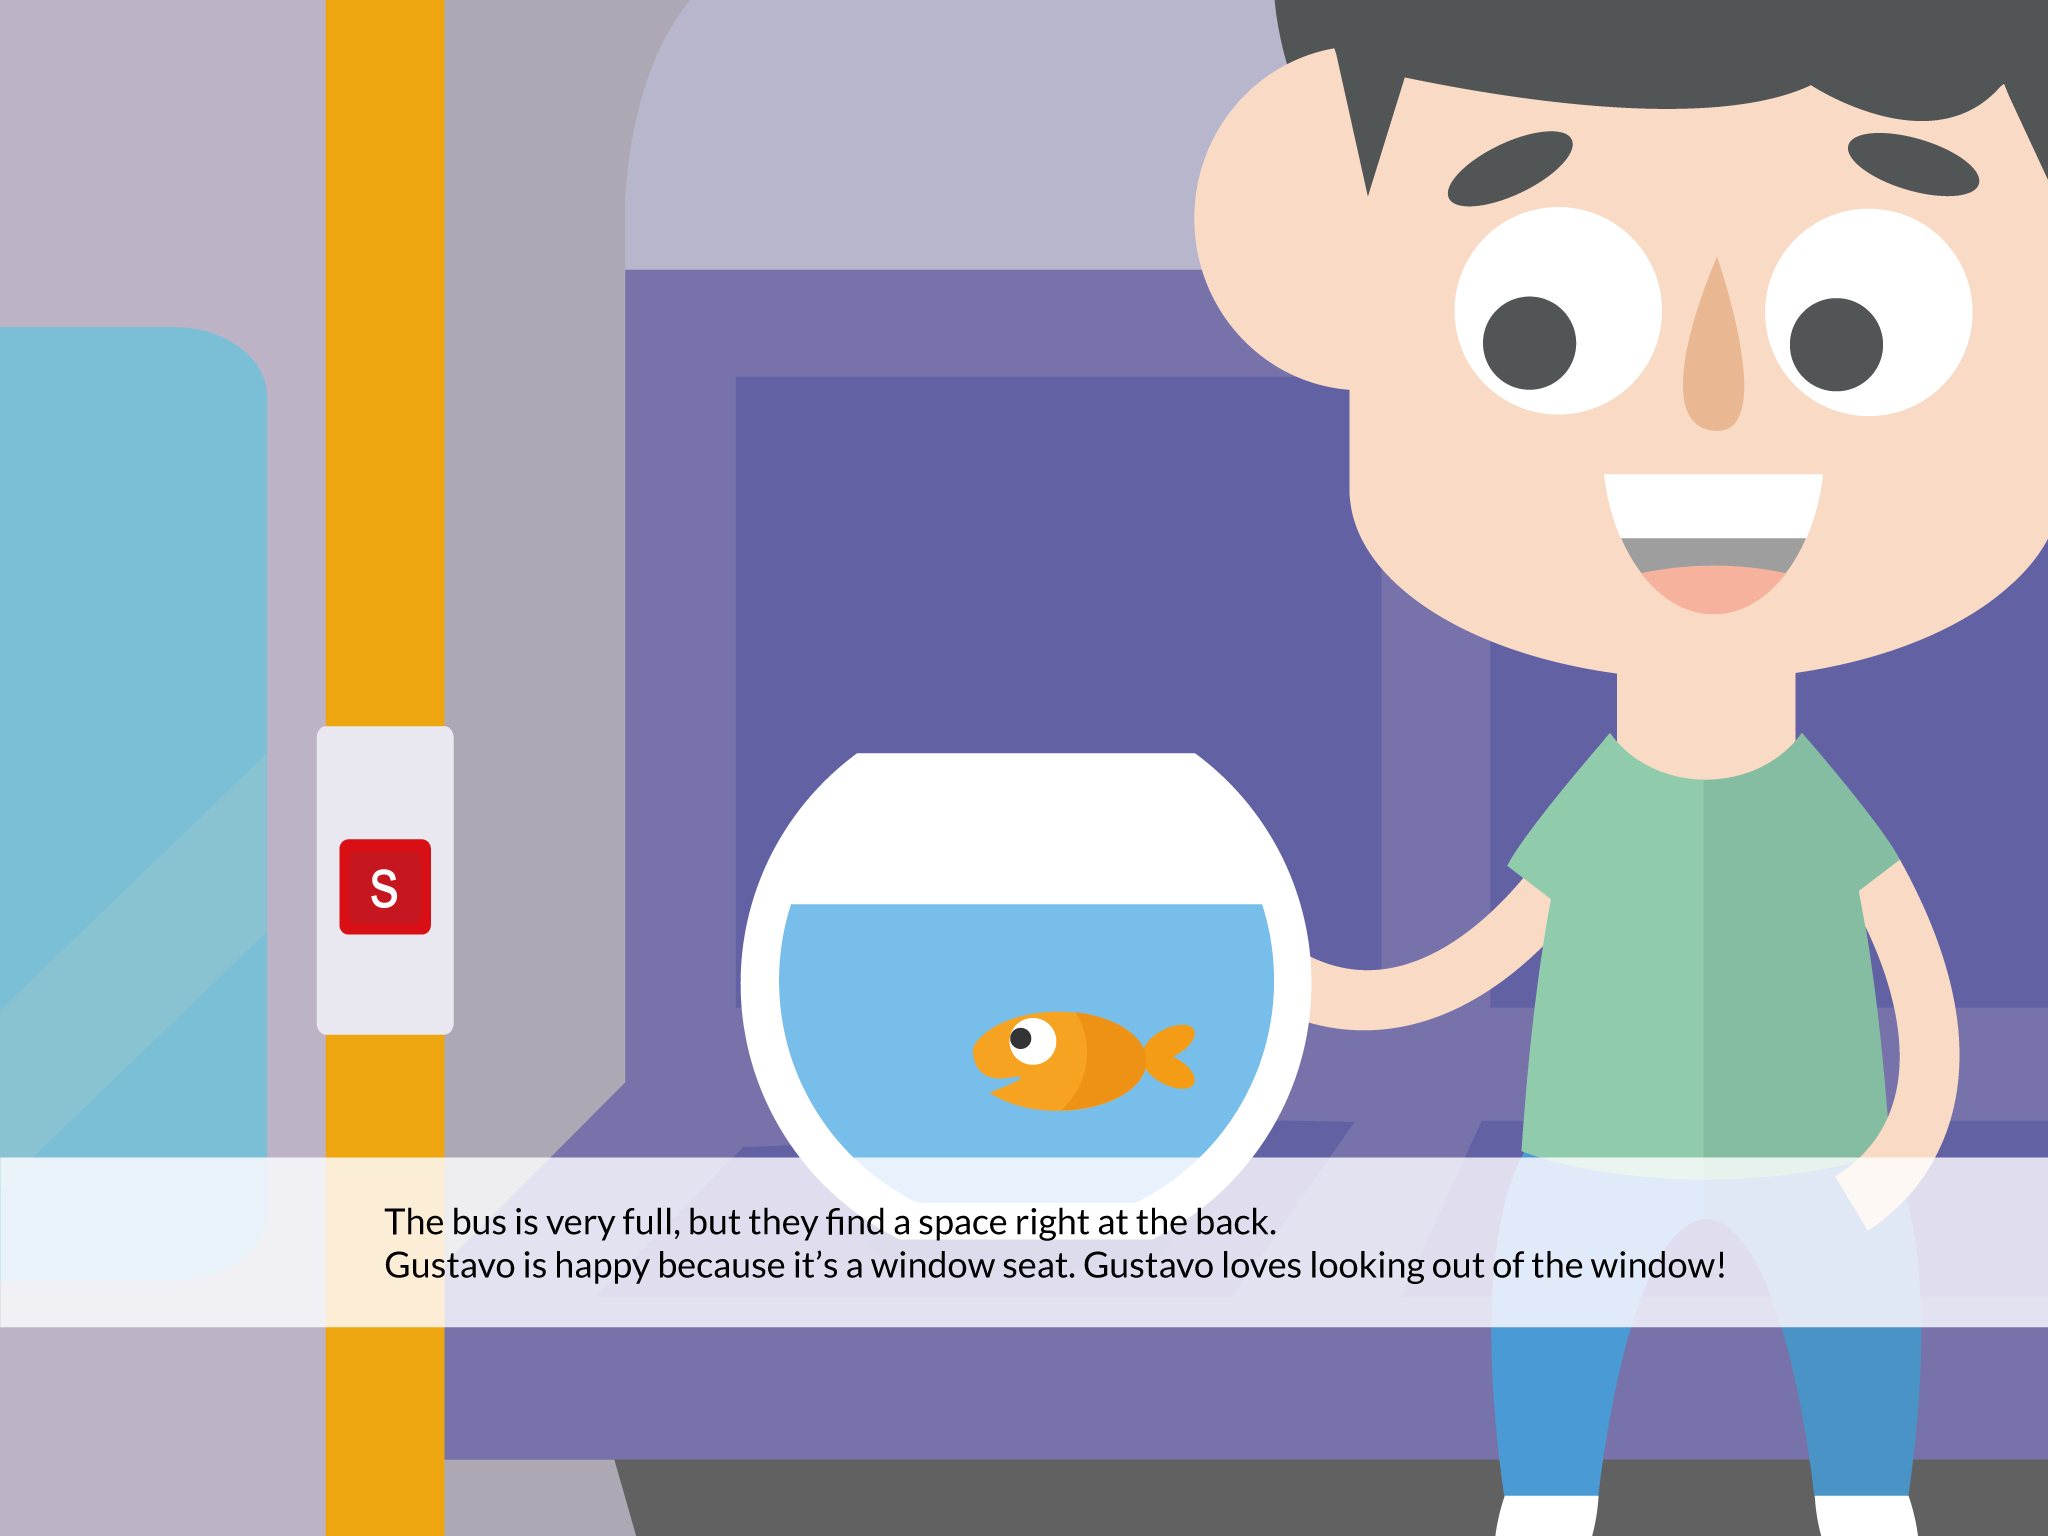 S
The bus is very full, but they find a space right at the back.
Gustavo is happy because it’s a window seat. Gustavo loves looking out of the window!